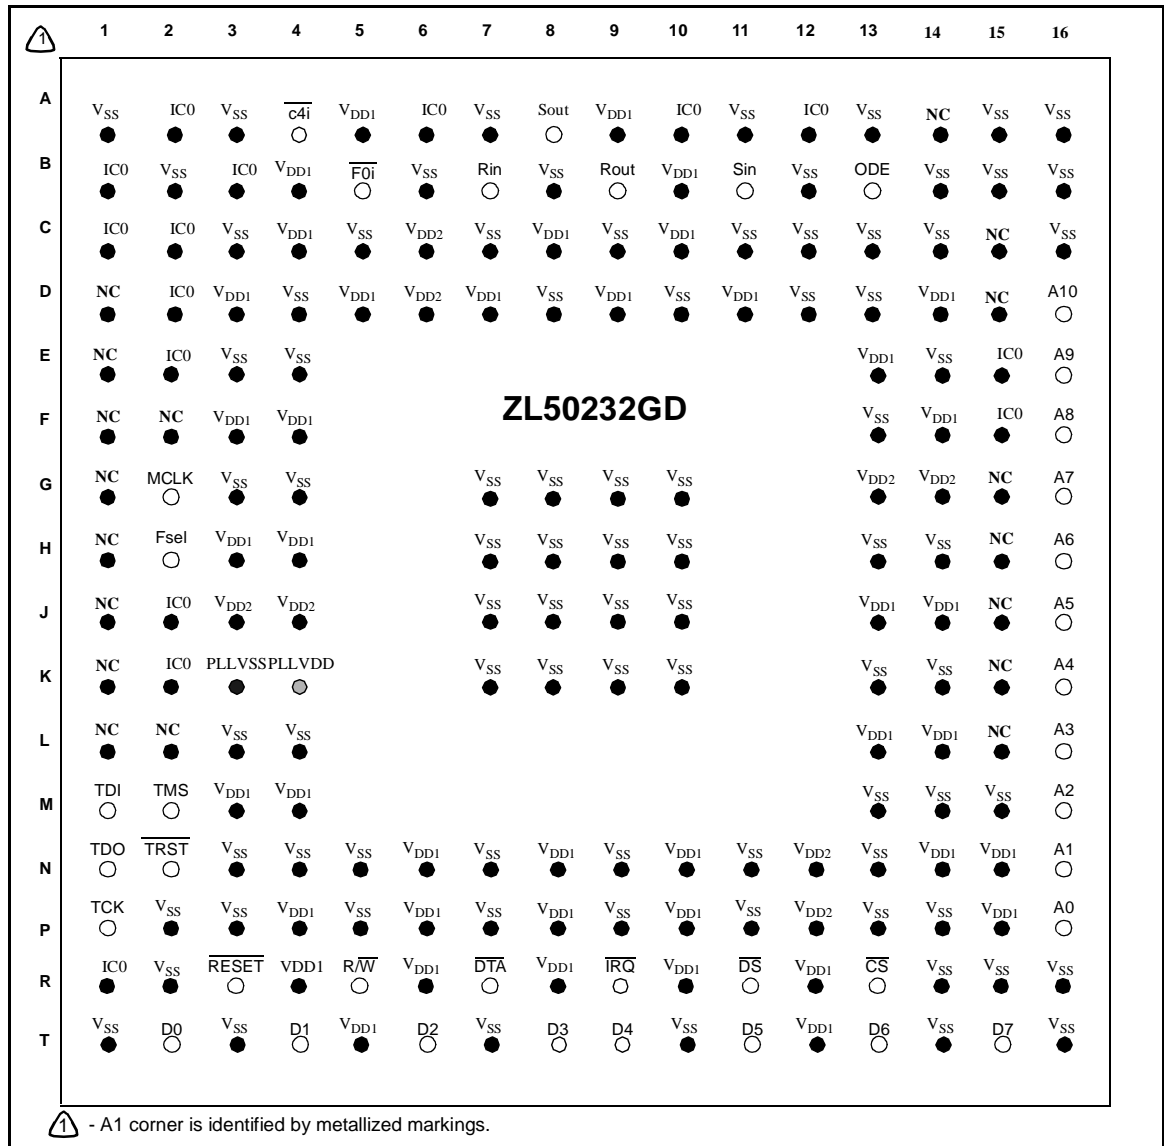 1 1 2 3 4 5 6 7 8 9 10 11 12 13 14 15 16
A VSS IC0 VSS c4i VDD1 IC0 VSS Sout VDD1 IC0 VSS IC0 VSS NC VSS VSS
B IC0 VSS IC0 VDD1 F0i VSS Rin VSS Rout VDD1 Sin VSS ODE VSS VSS VSS
C IC0 IC0 VSS VDD1 VSS VDD2 VSS VDD1 VSS VDD1 VSS VSS VSS VSS NC VSS
D NC IC0 VDD1 VSS VDD1 VDD2 VDD1 VSS VDD1 VSS VDD1 VSS VSS VDD1 NC A10
E NC IC0 VSS VSS VDD1 VSS IC0 A9
ZL50232GD
F NC NC VDD1 VDD1 VSS VDD1 IC0 A8
G NC MCLK VSS VSS VSS VSS VSS VSS VDD2 VDD2 NC A7
H NC Fsel VDD1 VDD1 VSS VSS VSS VSS VSS VSS NC A6
J NC IC0 VDD2 VDD2 VSS VSS VSS VSS VDD1 VDD1 NC A5
K NC IC0 PLLVSS PLLVDD VSS VSS VSS VSS VSS VSS NC A4
L NC NC VSS VSS VDD1 VDD1 NC A3
M TDI TMS VDD1 VDD1 VSS VSS VSS A2
N TDO TRST VSS VSS VSS VDD1 VSS VDD1 VSS VDD1 VSS VDD2 VSS VDD1 VDD1 A1
P TCK VSS VSS VDD1 VSS VDD1 VSS VDD1 VSS VDD1 VSS VDD2 VSS VSS VDD1 A0
R IC0 VSS RESET VDD1 R/W VDD1 DTA VDD1 IRQ VDD1 DS VDD1 CS VSS VSS VSS
T VSS D0 VSS D1 VDD1 D2 VSS D3 D4 VSS D5 VDD1 D6 VSS D7 VSS
1 - A1 corner is identified by metallized markings.